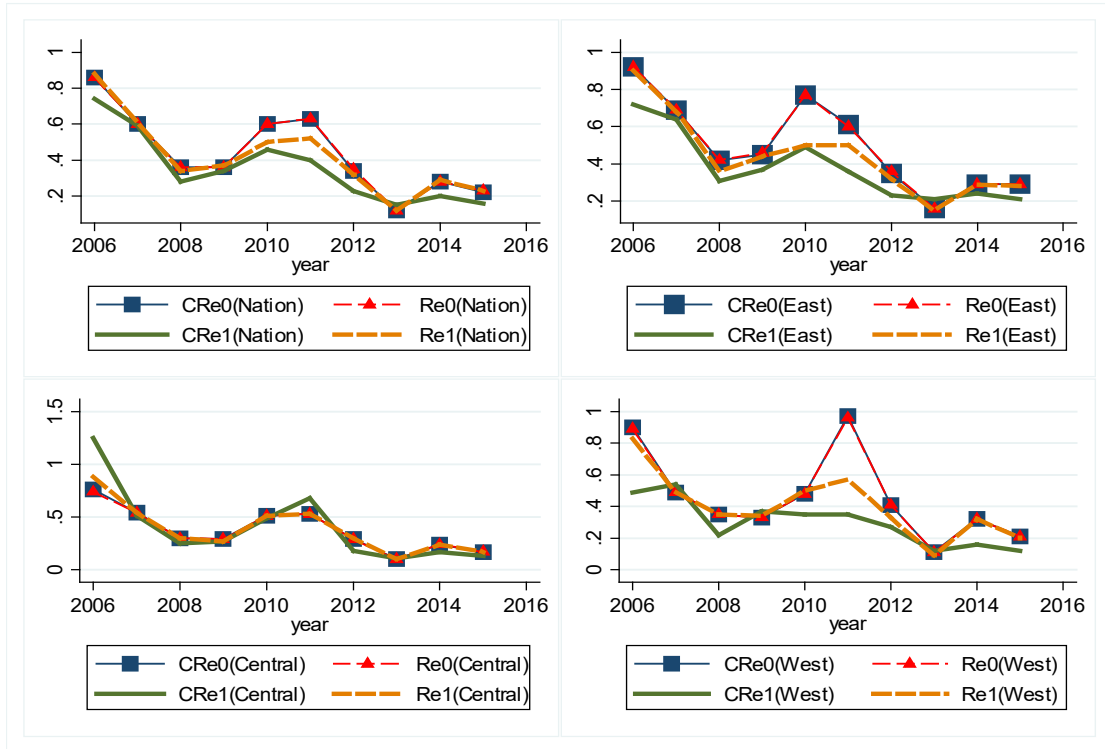 1
.8
.6
.4
.2
2006 2008 2010 2012 2014 2016
year
CRe0(Nation) Re0(Nation)
CRe1(Nation) Re1(Nation)
1
.8
.6
.4
.2
2006 2008 2010 2012 2014 2016
year
CRe0(East) Re0(East)
CRe1(East) Re1(East)
1.5
1
.5
0
2006 2008 2010 2012 2014 2016
year
CRe0(Central) Re0(Central)
CRe1(Central) Re1(Central)
1
.8
.6
.4
.2
0
2006 2008 2010 2012 2014 2016
year
CRe0(West) Re0(West)
CRe1(West) Re1(West)